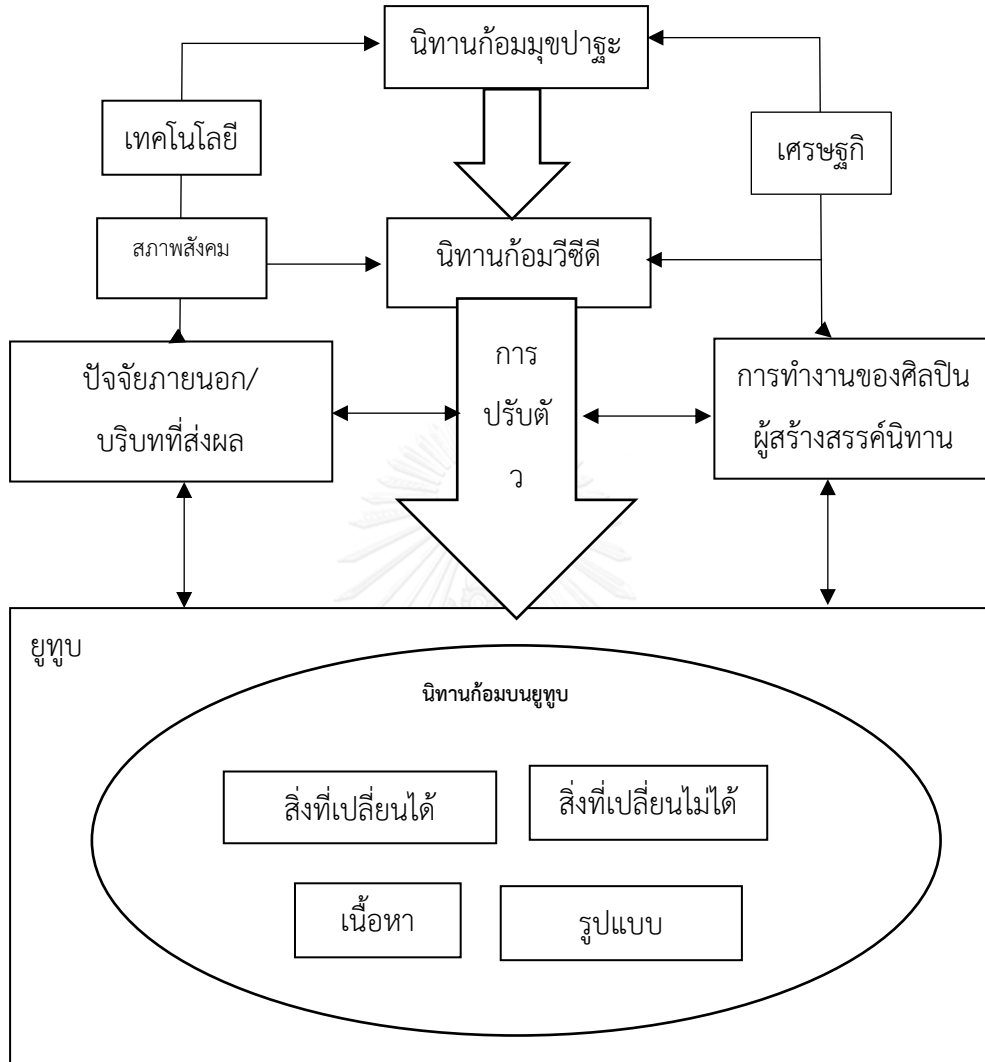 นิทานก้อมมุขปาฐะ
เทคโนโลยี
เศรษฐกิ
สภาพสังคม
นิทานก้อมวีซีดี
การ
ปรับตั
ว
ปัจจัยภายนอก/
บริบทที่ส่งผล
การทำงานของศิลปิน
ผู้สร้างสรรค์นิทาน
ยูทูบ
นิทานก้อมบนยูทูบ
สิ่งที่เปลี่ยนได้
สิ่งที่เปลี่ยนไม่ได้
เนื้อหา
รูปแบบ